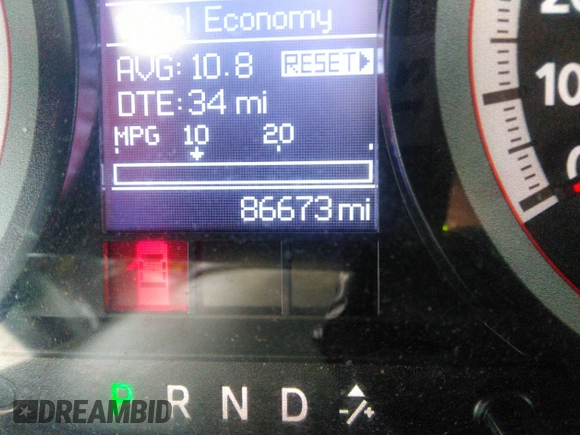 Fuel Economy
AVG: 10.8 RESET
DTE: 34 mi
MPG 10 20
86673 mi
P R N D -/+
DREAMBID